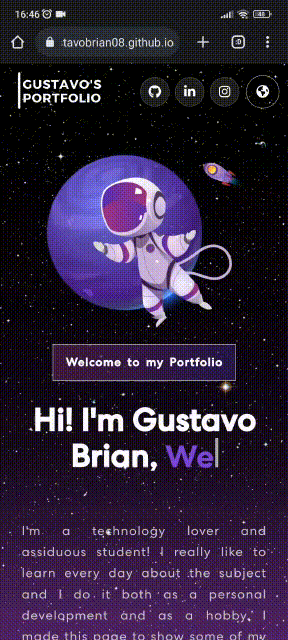 16:46
48
tavobrian08.github.io
:D
GUSTAVO'S
PORTFOLIO
in
Welcome to my Portfolio
Hi! I'm Gustavo
Brian, We
I'm a technology lover and
assiduous student! I really like to
learn every day about the subject
and I do it both as a personal
development and as a hobby. I
made this page to show some of my